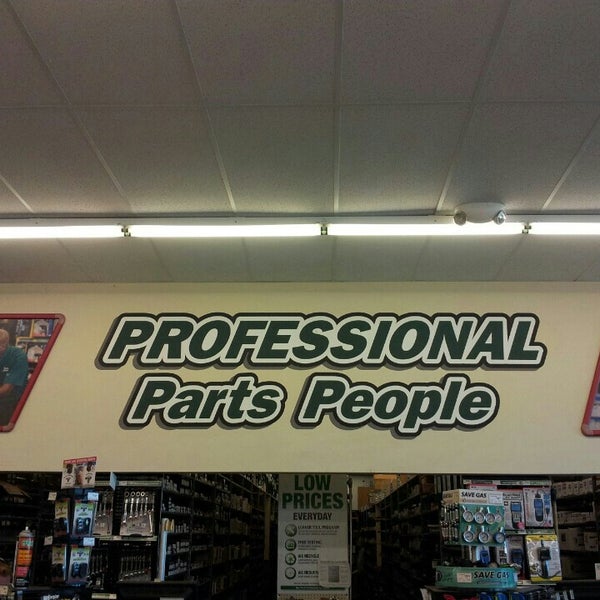 PROFESSIONAL
Parts People
LOW
PRICES
EVERYDAY
SAVE GAS
SAVE GAS